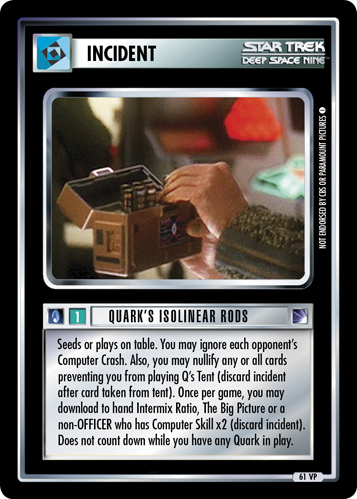 INCIDENT
STAR TREK
DEEP SPACE NINE™
NOT ENDORSED BY CBS OR PARAMOUNT PICTURES
1
QUARK'S ISOLINEAR RODS
Seeds or plays on table. You may ignore each opponent's
Computer Crash. Also, you may nullify any or all cards
preventing you from playing Q's Tent (discard incident
after card taken from tent). Once per game, you may
download to hand Intermix Ratio, The Big Picture or a
non-OFFICER who has Computer Skill x2 (discard incident).
Does not count down while you have any Quark in play.
61 VP